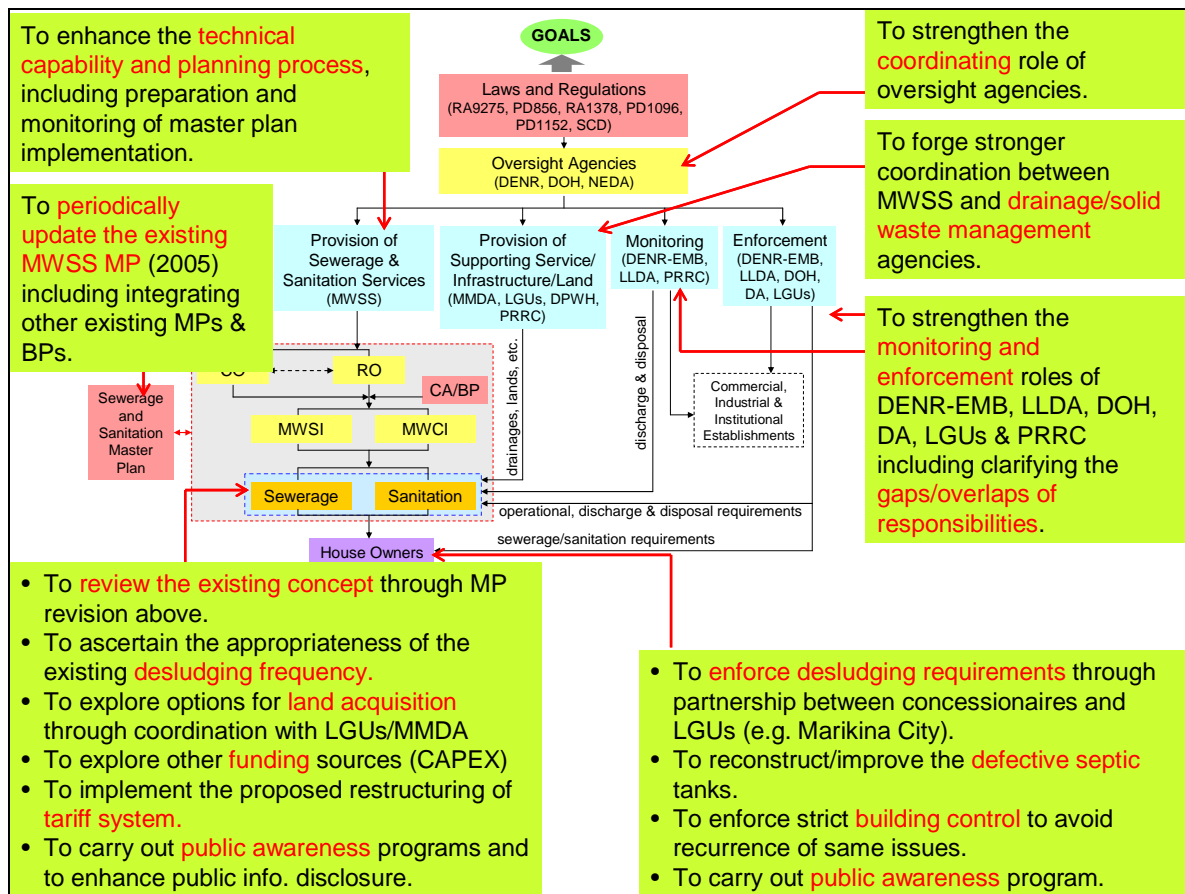 To enhance the technical
capability and planning process,
including preparation and
monitoring of master plan
implementation.
GOALS
Laws and Regulations
(RA9275, PD856, RA1378, PD1096,
PD1152, SCD)
Oversight Agencies
(DENR, DOH, NEDA)
To strengthen the
coordinating role of
oversight agencies.
To forge stronger
coordination between
MWSS and drainage/solid
waste management
agencies.
To periodically
update the existing
MWSS MP (2005)
including integrating
other existing MPs &
BPs.
Provision of
Sewerage &
Sanitation Services
(MWSS)
Provision of
Supporting Service/
Infrastructure/Land
(MMDA, LGUs, DPWH,
PRRC)
Monitoring
(DENR-EMB,
LLDA, PRRC)
Enforcement
(DENR-EMB,
LLDA, DOH,
DA, LGUs)
To strengthen the
monitoring and
enforcement roles of
DENR-EMB, LLDA, DOH,
DA, LGUs & PRRC
including clarifying the
gaps/overlaps of
responsibilities.
RO
CA/BP
MWSI
MWCI
Sewerage
and
Sanitation
Master
Plan
Sewerage
Sanitation
drainages, lands, etc.
discharge & disposal
Commercial,
Industrial &
Institutional
Establishments
operational, discharge & disposal requirements
sewerage/sanitation requirements
House Owners
• To review the existing concept through MP
revision above.
• To ascertain the appropriateness of the
existing desludging frequency.
• To explore options for land acquisition
through coordination with LGUs/MMDA
• To explore other funding sources (CAPEX)
• To implement the proposed restructuring of
tariff system.
• To carry out public awareness programs and
to enhance public info. disclosure.
• To enforce desludging requirements through
partnership between concessionaires and
LGUs (e.g. Marikina City).
• To reconstruct/improve the defective septic
tanks.
• To enforce strict building control to avoid
recurrence of same issues.
• To carry out public awareness program.